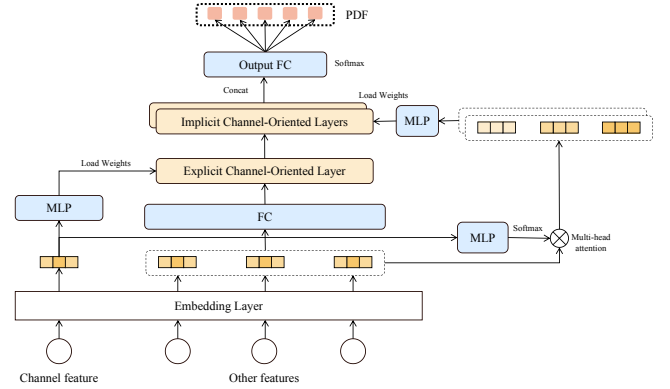 PDF
Output FC
Softmax
Concat
Load Weights
Implicit Channel-Oriented Layers
MLP
Load Weights
Explicit Channel-Oriented Layer
MLP
FC
MLP
Softmax
Multi-head
attention
Embedding Layer
Channel feature
Other features